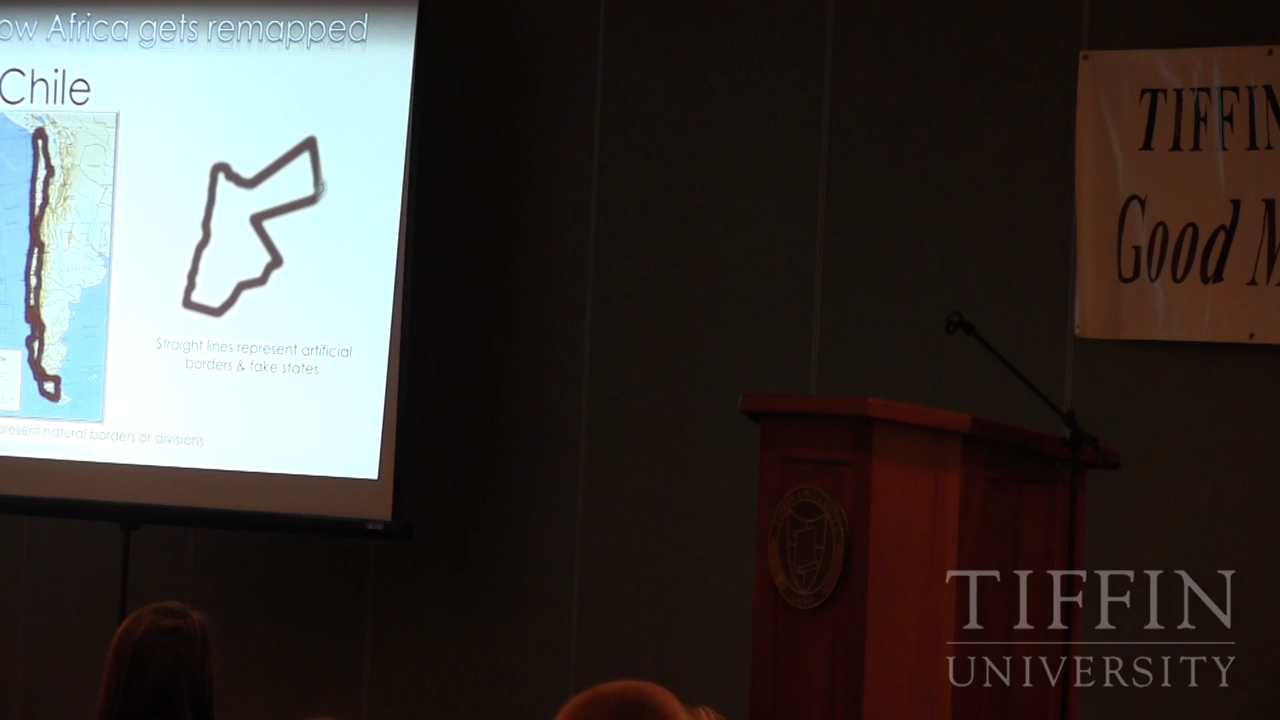 ow Africa gets remapped
Chile
Straight lines represent artificial
borders & fake states
present natural borders or divisions
TIFFIN
Good M
TIFFIN
UNIVERSITY